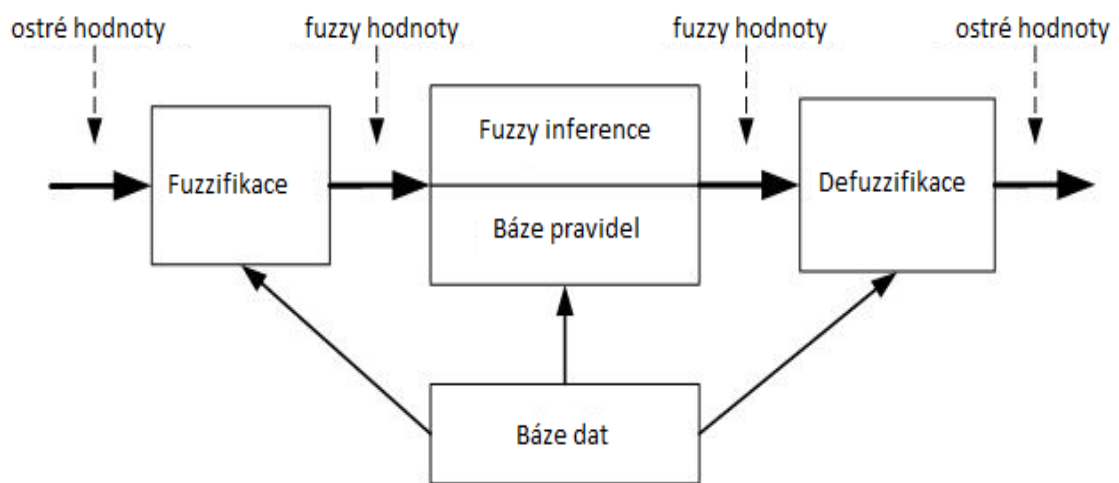 ostré hodnoty
fuzzy hodnoty
fuzzy hodnoty
ostré hodnoty
Fuzzifikace
Fuzzy inference
Báze pravidel
Defuzzifikace
Báze dat